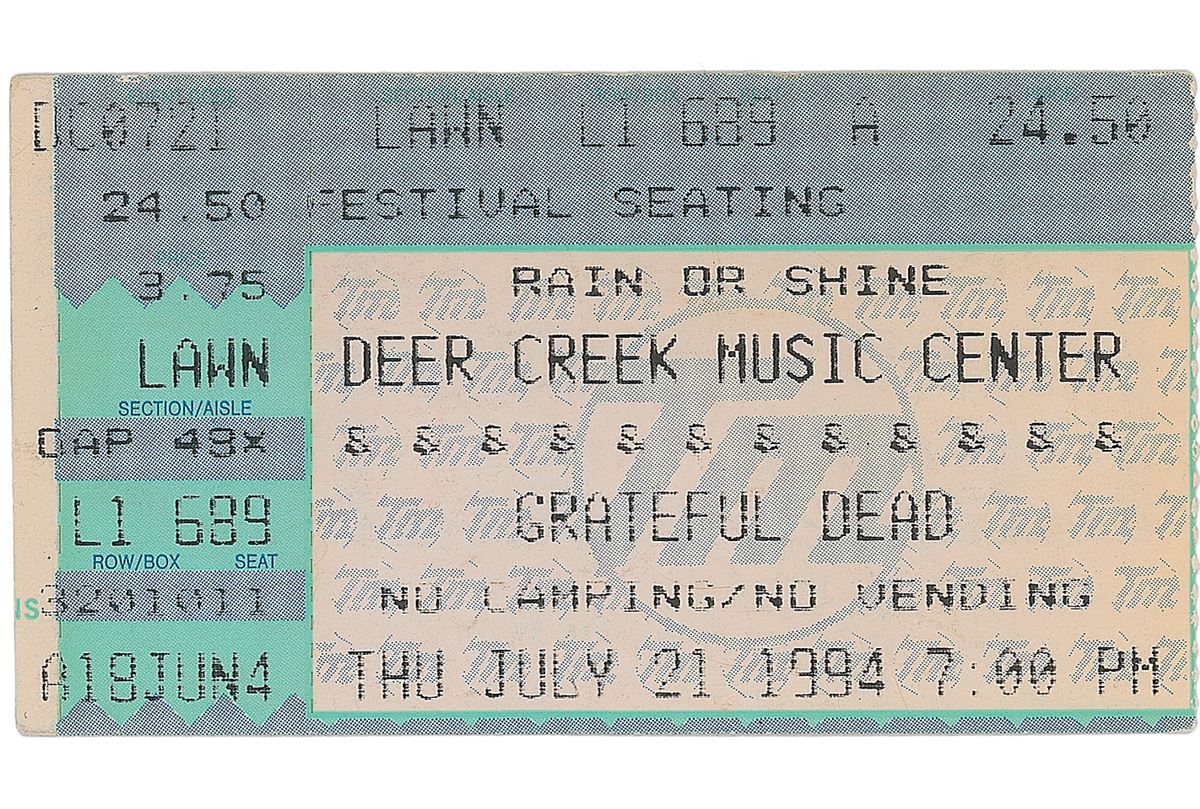 DC0721 LAWN L1 689 A 24.50
24.50 FESTIVAL SEATING
3.75 RAIN OR SHINE
LAWN DEER CREEK MUSIC CENTER
SECTION/AISLE
& & & & & & & & & & & &
L1 689 GRATEFUL DEAD
ROW/BOX SEAT
NO CAMPING/NO VENDING
A18JUN4 THU JULY 21 1994 7:00 PM